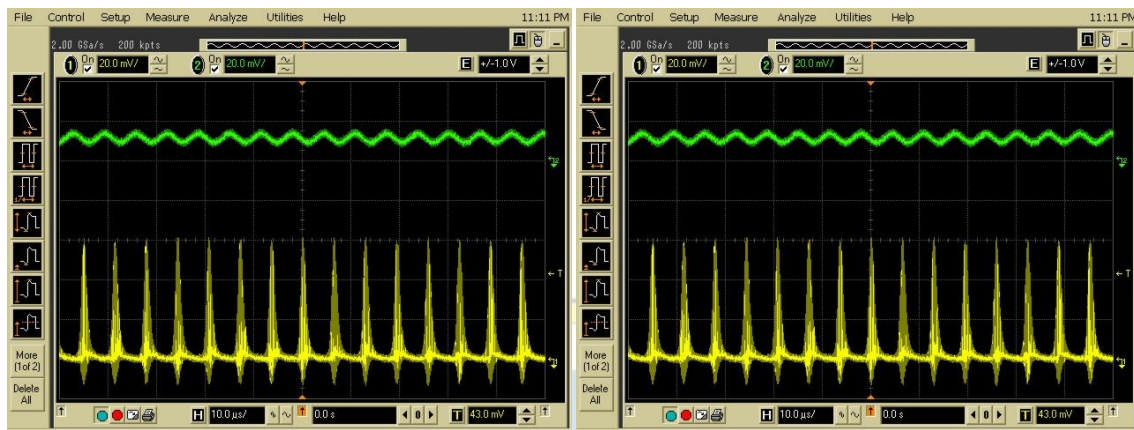 File Control Setup Measure Analyze Utilities Help 11:11 PM
2.00 GSa/s 200 kpts
1 On 20.0 mV/ 2 On 20.0 mV/ E +/-1.0 V
T
More
(1of 2)
Delete
All
H 10.0 µs/ 0.0 s 0 T 43.0 mV
File Control Setup Measure Analyze Utilities Help 11:11 PM
2.00 GSa/s 200 kpts
1 On 20.0 mV/ 2 On 20.0 mV/ E +/-1.0 V
T
More
(1of 2)
Delete
All
H 10.0 µs/ 0.0 s 0 T 43.0 mV